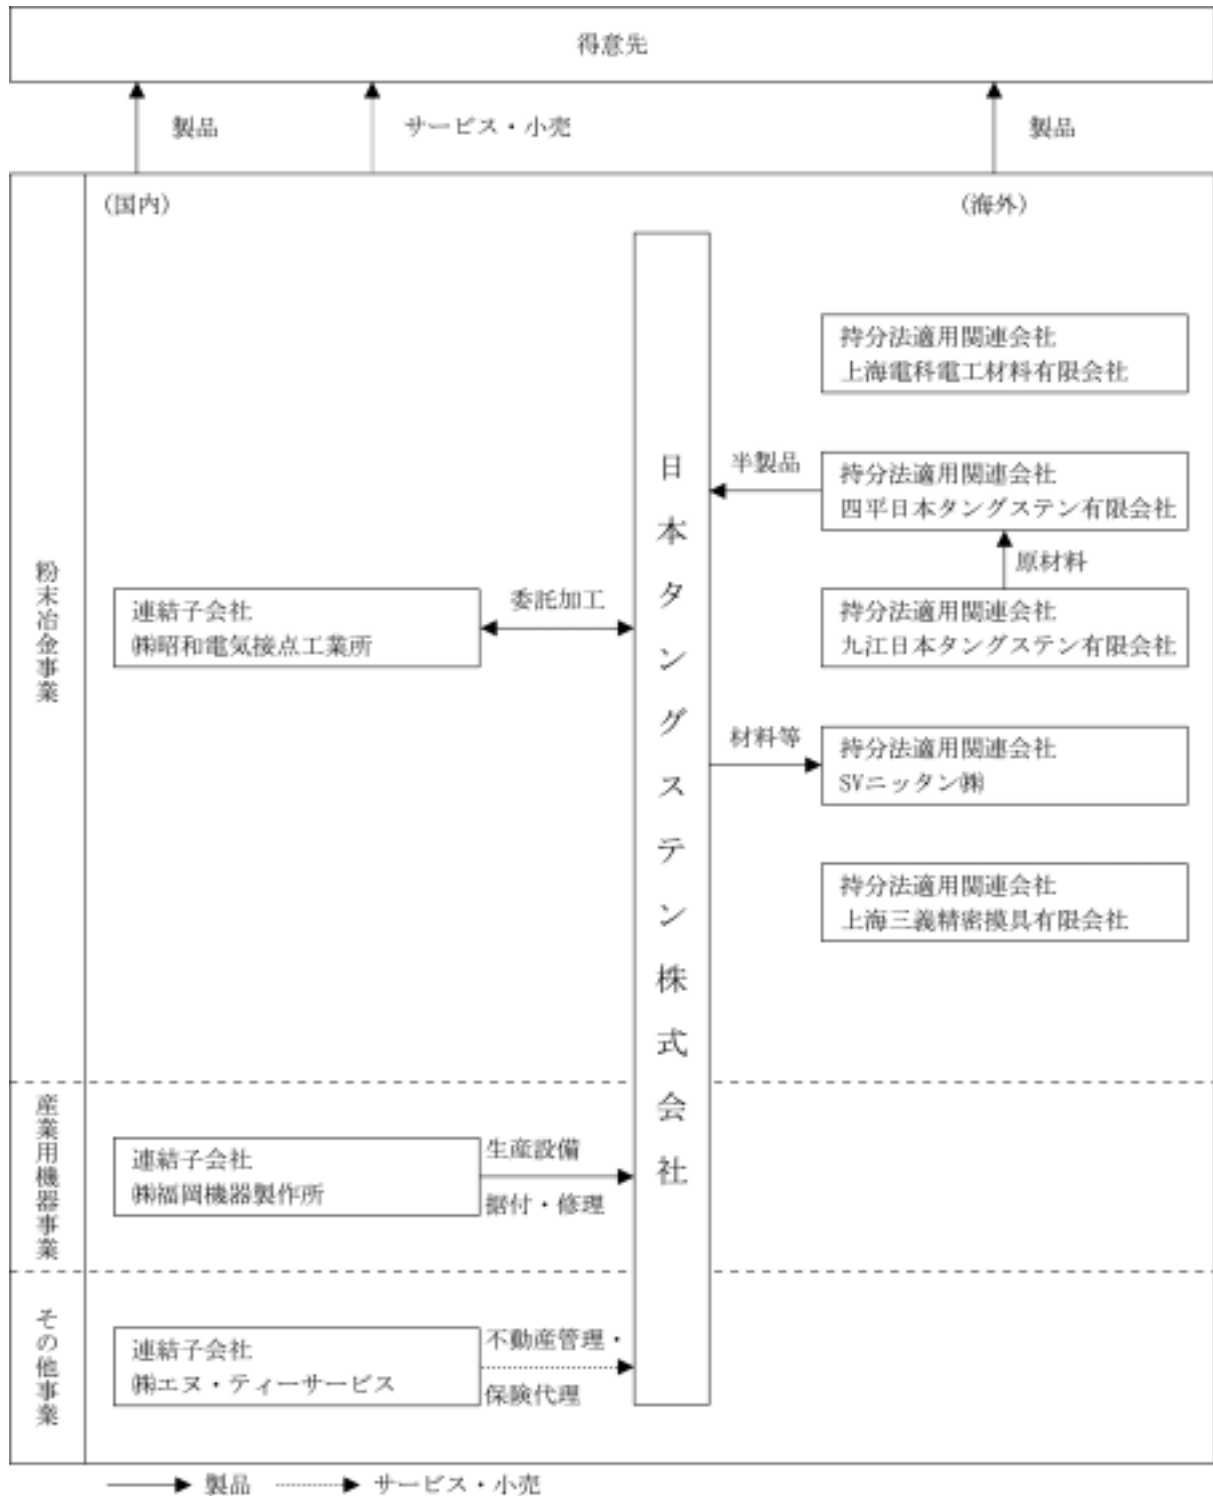 得意先
製品
サービス・小売
製品
(国内)
(海外)
粉末冶金事業
日本タングステン株式会社
持分法適用関連会社
上海電科電工材料有限会社
半製品
持分法適用関連会社
四平日本タングステン有限会社
原材料
連結子会社
㈱昭和電気接点工業所
委託加工
持分法適用関連会社
九江日本タングステン有限会社
材料等
持分法適用関連会社
SVニッタン㈱
持分法適用関連会社
上海三義精密摸具有限会社
産業用機器事業
連結子会社
㈱福岡機器製作所
生産設備
据付・修理
その他事業
連結子会社
㈱エヌ・ティーサービス
不動産管理・
保険代理
製品
サービス・小売